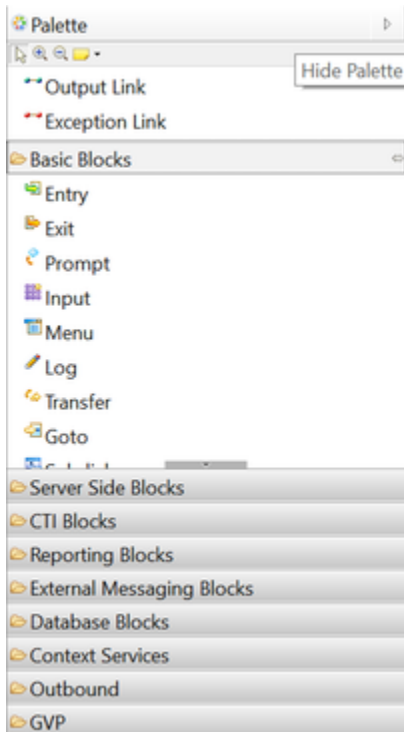 Palette
Hide Palette
Output Link
Exception Link
Basic Blocks
Entry
Exit
Prompt
Input
Menu
Log
Transfer
Goto
Server Side Blocks
CTI Blocks
Reporting Blocks
External Messaging Blocks
Database Blocks
Context Services
Outbound
GVP